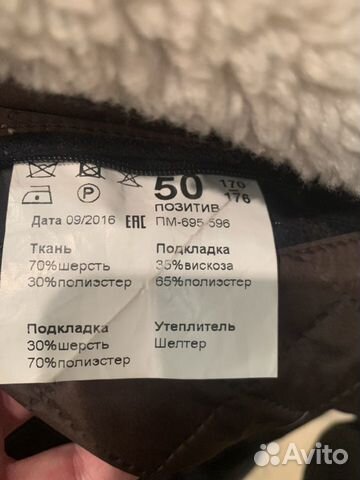 50 170
176
ПОЗИТИВ
Дата 09/2016 EAC ПМ-695 596
Ткань
70%шерсть
30%полиэстер
Подкладка
35%вискоза
65%полиэстер
Подкладка
30%шерсть
70%полиэстер
Утеплитель
Шелтер
Avito